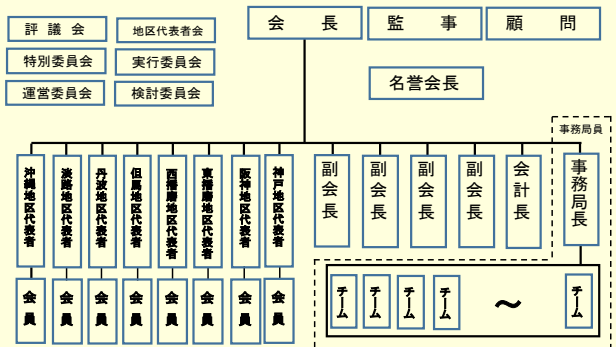 評議会
地区代表者会
会長
監事
顧問
特別委員会
実行委員会
名誉会長
運営委員会
検討委員会
事務局員
沖縄地区代表者
淡路地区代表者
丹波地区代表者
但馬地区代表者
西播磨地区代表者
東播磨地区代表者
阪神地区代表者
神戸地区代表者
副会長
副会長
副会長
副会長
会計長
事務局長
会員
会員
会員
会員
会員
会員
会員
会員
チーム
チーム
チーム
チーム
～
チーム